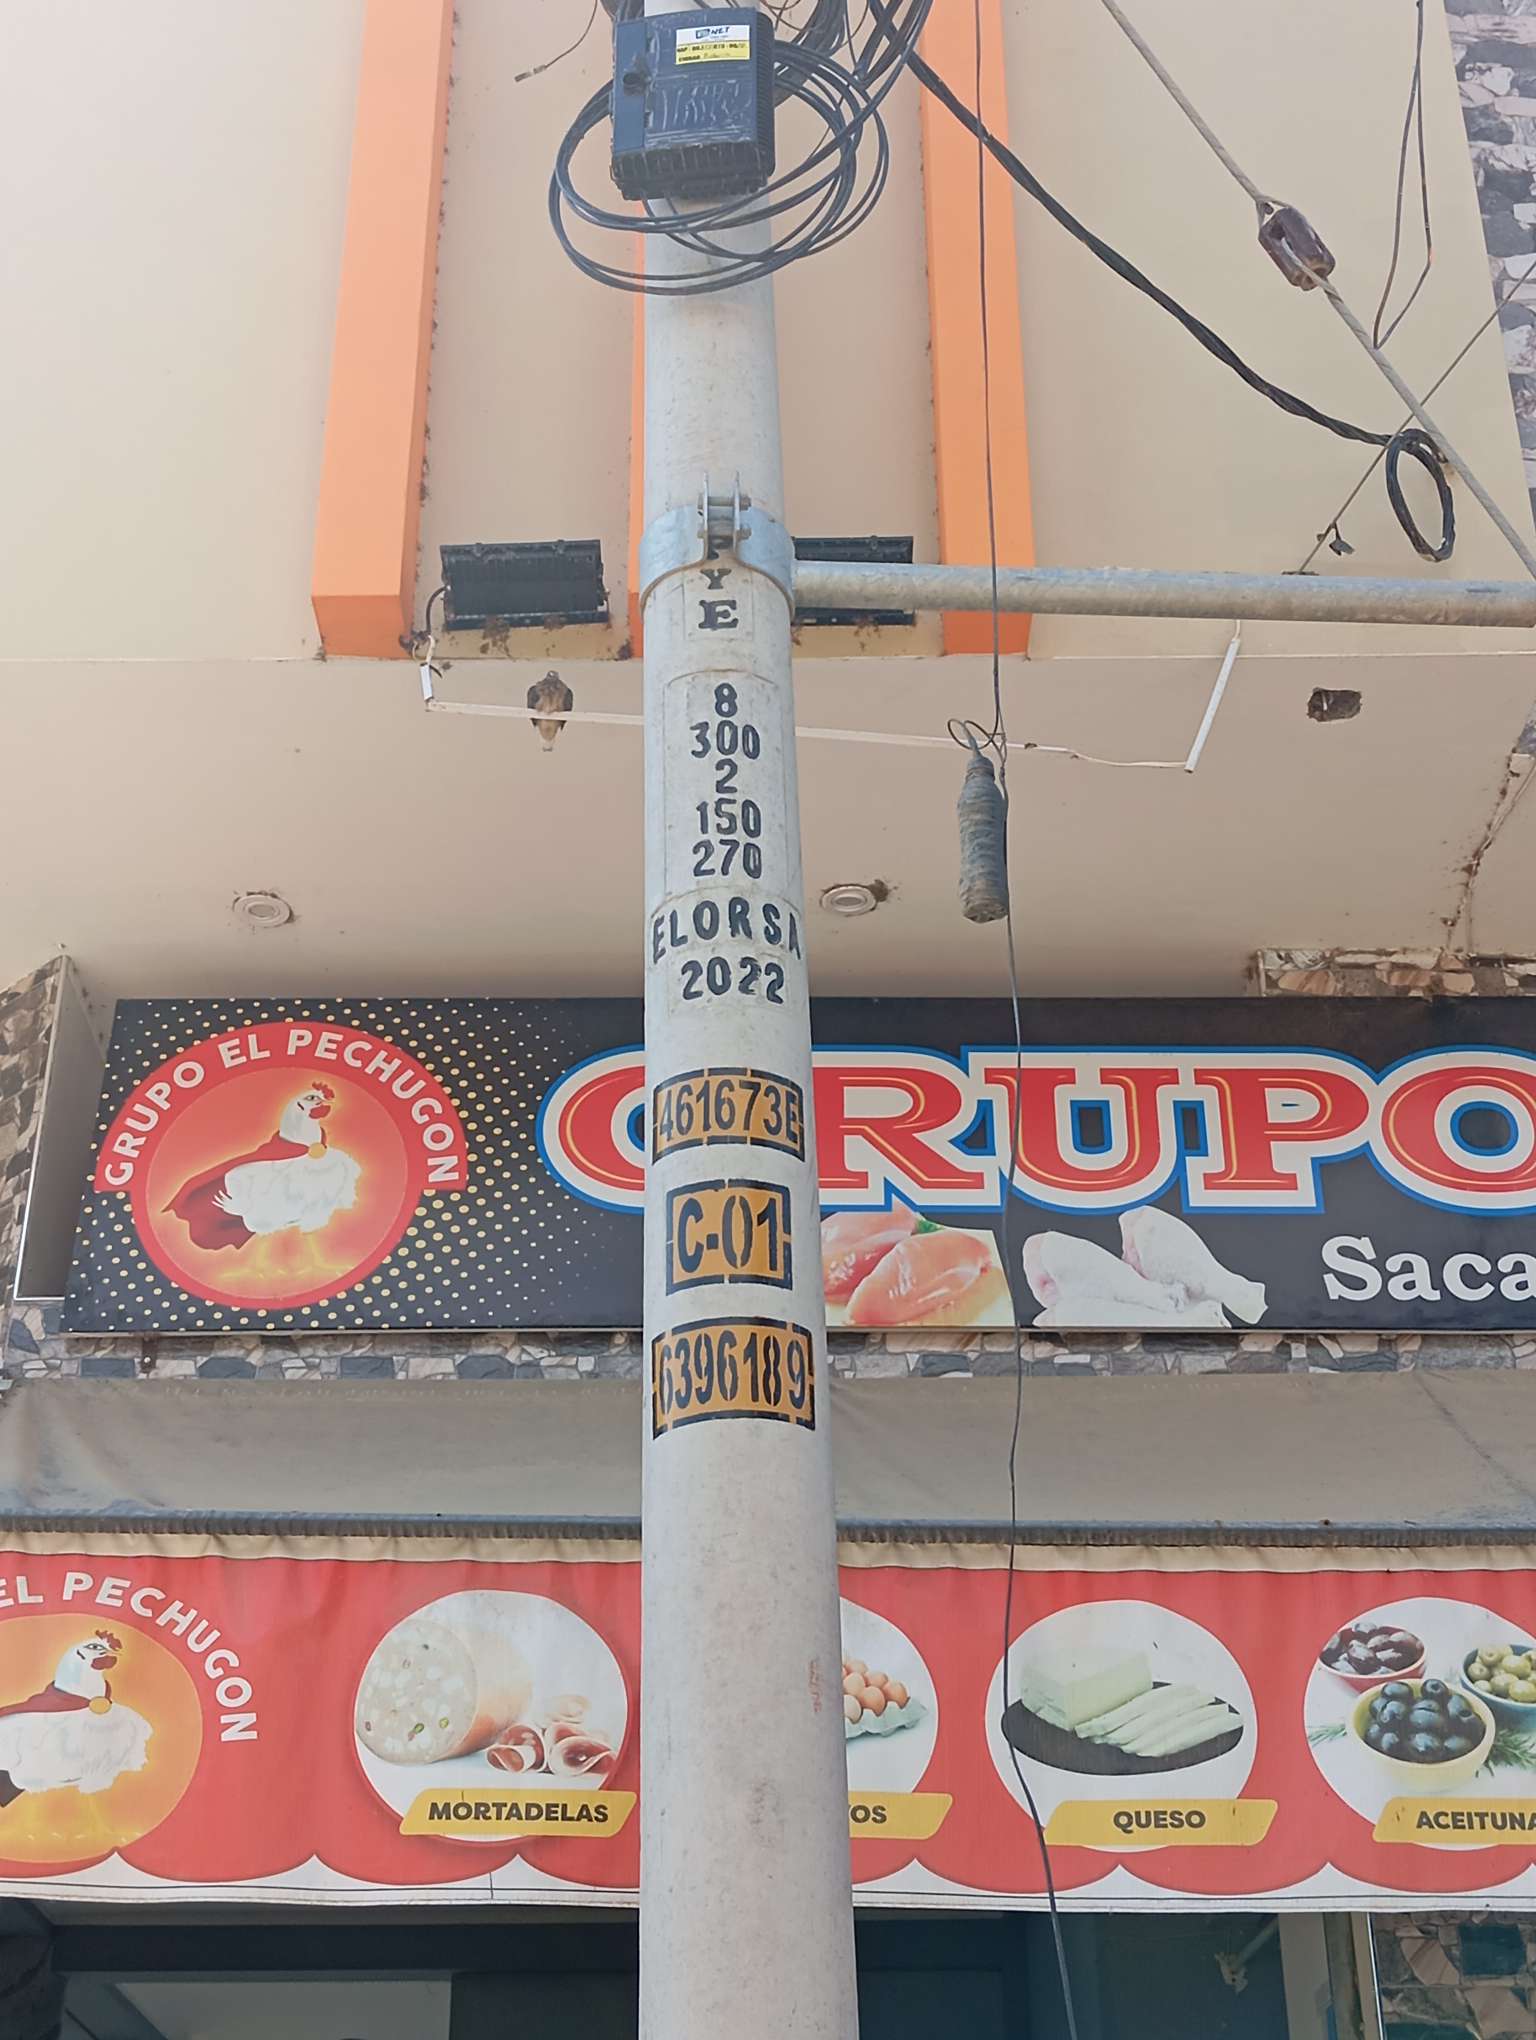 NET
P
Y
E
8
300
2
150
270
ELORSA
2022
GRUPO EL PECHUGON
GRUPO
461673E
C-01
Saca
6396189
EL PECHUGON
MORTADELAS
OS
QUESO
ACEITUNA